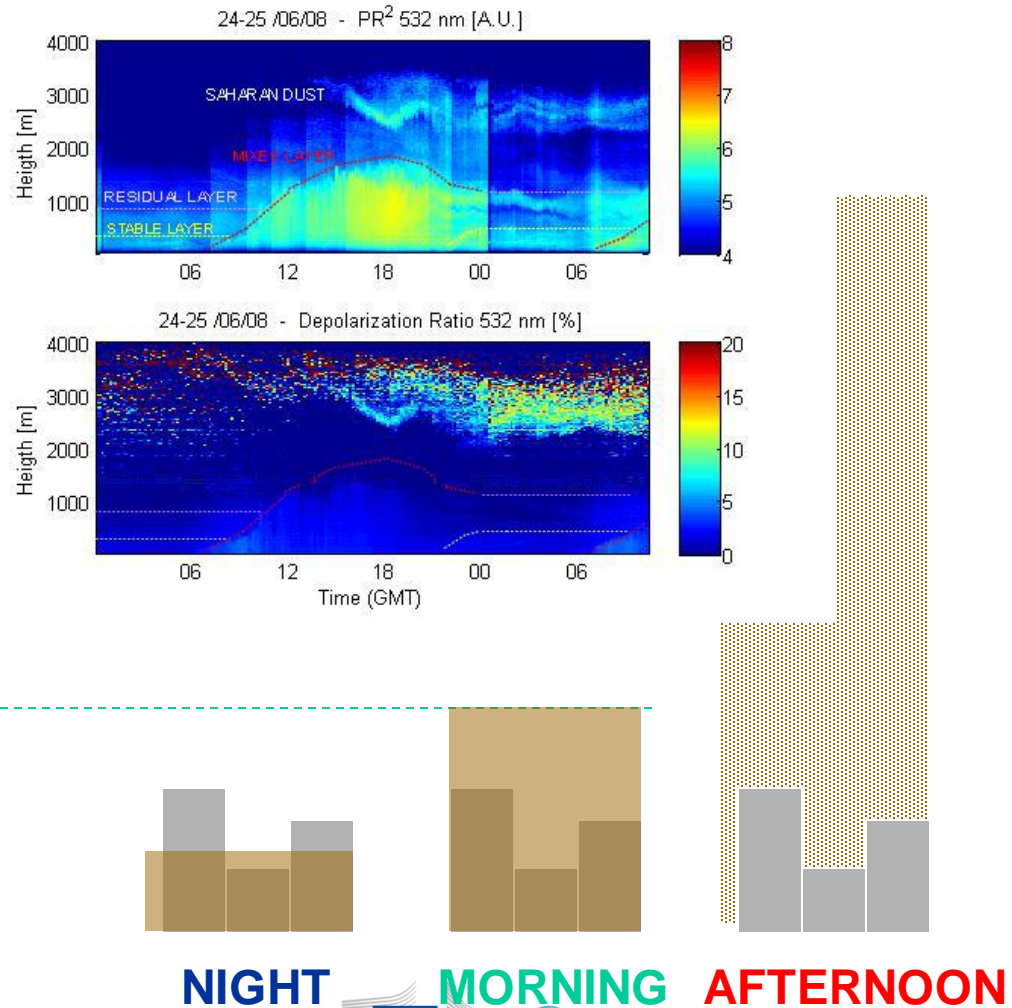 24-25 /06/08 - PR² 532 nm [A.U.]
4000
3000
2000
1000
Heigth [m]
SAHARAN DUST
MIXED LAYER
RESIDUAL LAYER
STABLE LAYER
06 12 18 00 06
8
7
6
5
4
24-25 /06/08 - Depolarization Ratio 532 nm [%]
4000
3000
2000
1000
Heigth [m]
06 12 18 00 06
Time (GMT)
20
15
10
5
0
NIGHT MORNING AFTERNOON